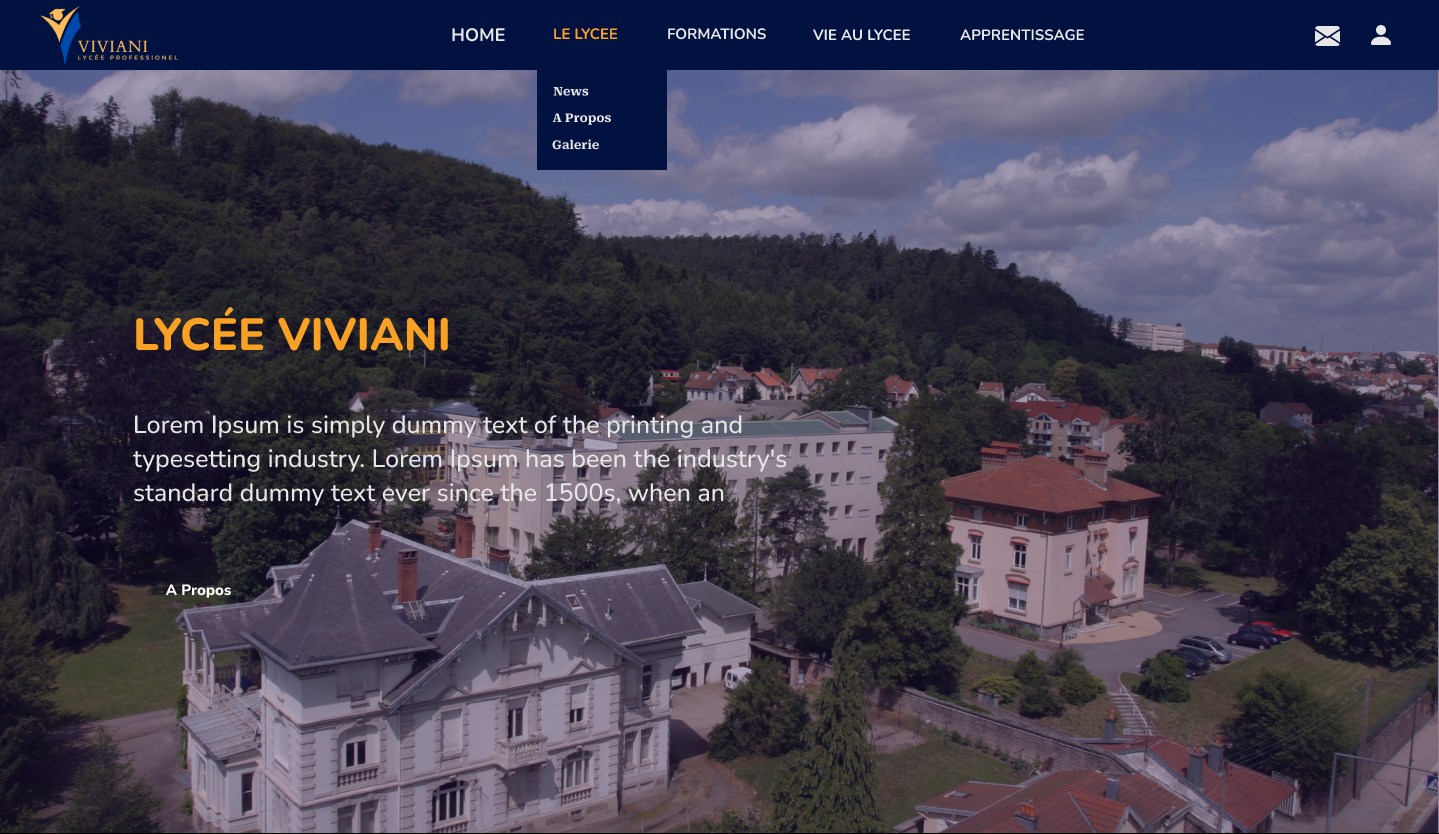 VIVIANI
LYCÉE PROFESSIONEL
HOME
LE LYCEE
FORMATIONS
VIE AU LYCEE
APPRENTISSAGE
News
A Propos
Galerie
LYCÉE VIVIANI
Lorem Ipsum is simply dummy text of the printing and
typesetting industry. Lorem Ipsum has been the industry's
standard dummy text ever since the 1500s, when an
A Propos